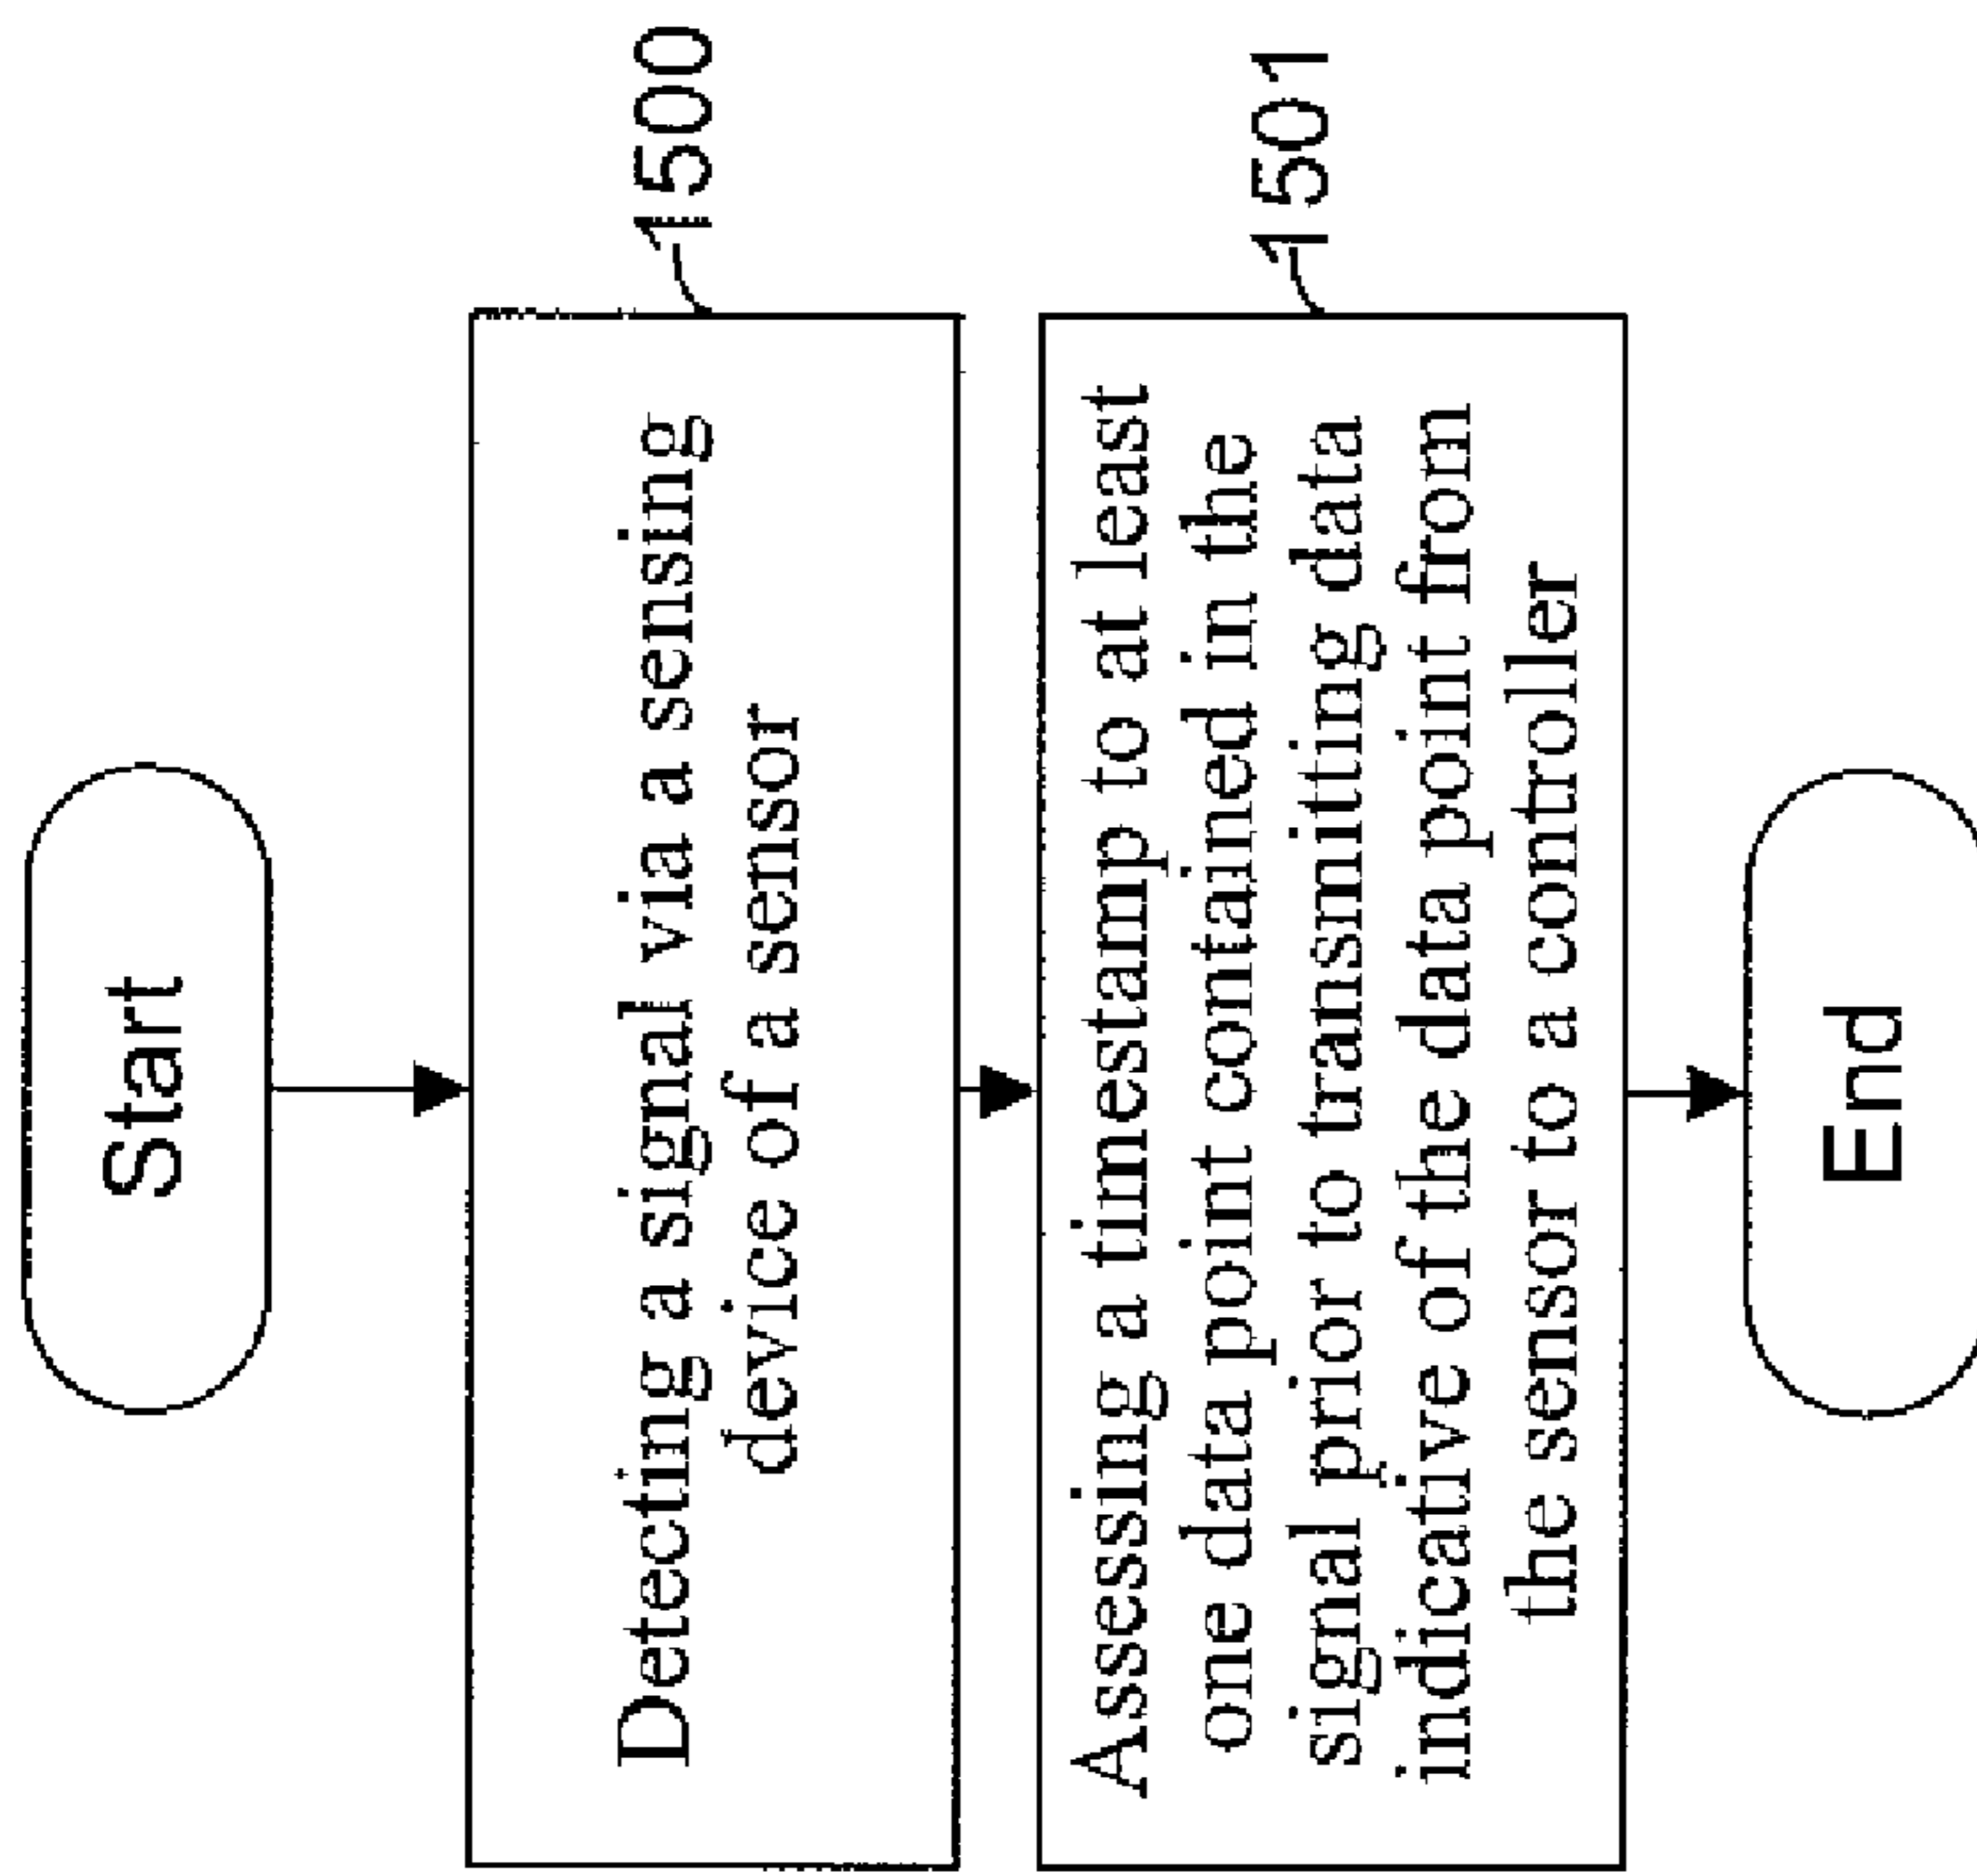 Start
Detecting a signal via a sensing
device of a sensor
1500
Assessing a timestamp to at least
one data point contained in the
signal prior to transmitting data
indicative of the data point from
the sensor to a controller
1501
End